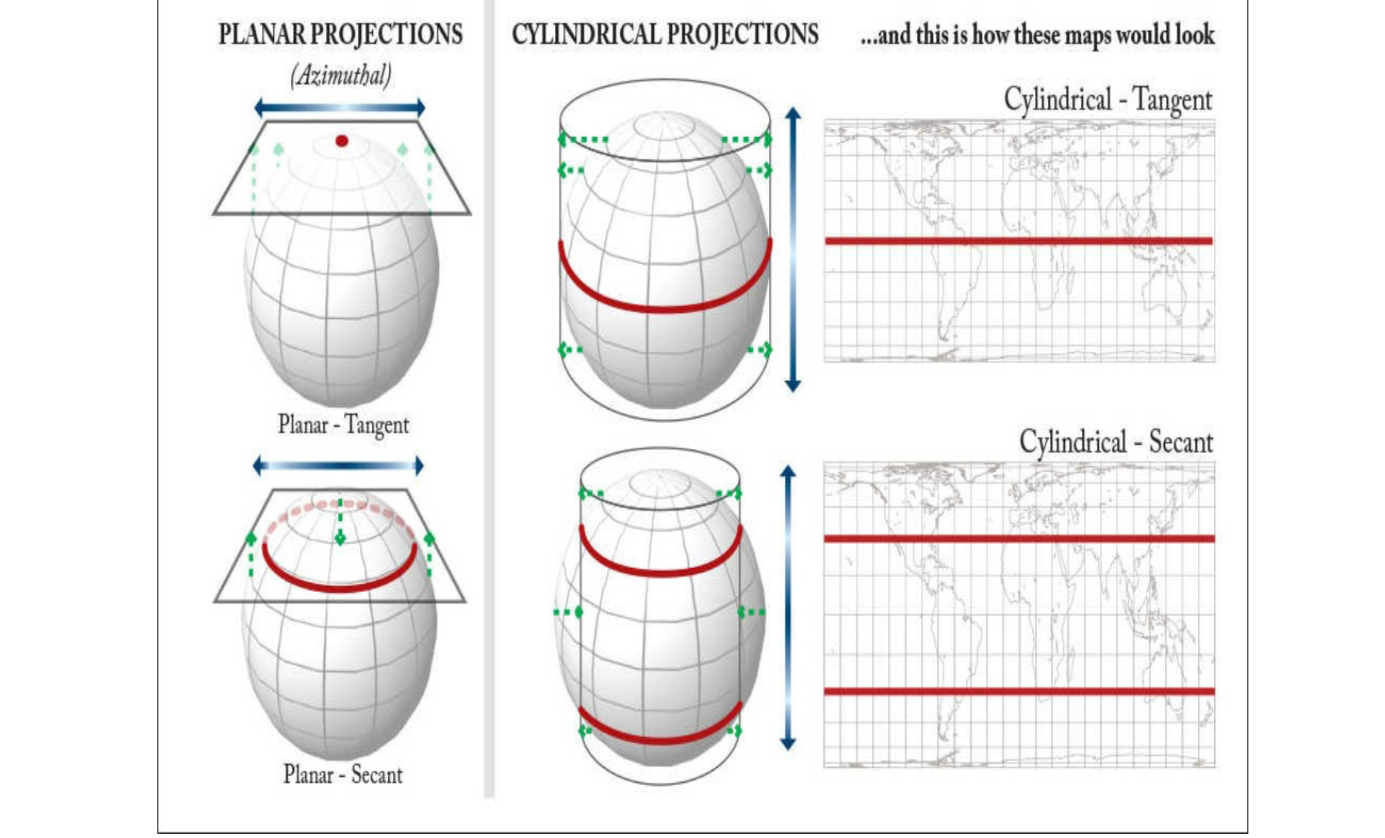 PLANAR PROJECTIONS
(Azimuthal)
Planar - Tangent
Planar - Secant
CYLINDRICAL PROJECTIONS
...and this is how these maps would look
Cylindrical - Tangent
Cylindrical - Secant